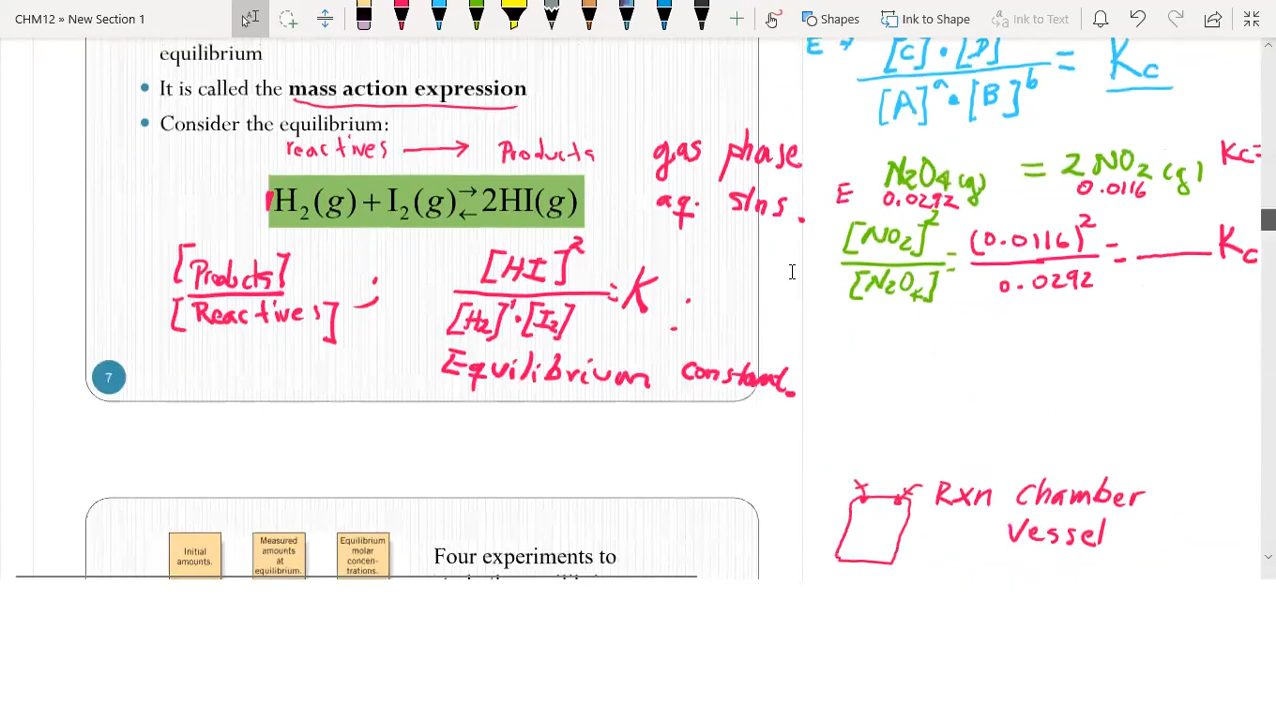 CHM12 » New Section 1
Shapes
Ink to Shape
Ink to Text
equilibrium
• It is called the mass action expression
• Consider the equilibrium:
reactives → Products
H₂(g) + I₂(g) ⇄ 2HI(g)
gas phase
aq. slns.
[Products]
[Reactives]
;
[HI]²
[H₂]¹·[I₂] = K
Equilibrium constant.
7
Initial
amounts.
Measured
amounts
at
equilibrium.
Equilibrium
molar
concen-
trations.
Four experiments to
E
[C]·[D]
[A]ᵃ·[B]ᵇ = Kc
N₂O₄(g) = 2 NO₂(g) Kc=
E 0.0292 0.0116
[NO₂]² = (0.0116)² = ____ Kc
[N₂O₄] 0.0292
Rxn Chamber
Vessel